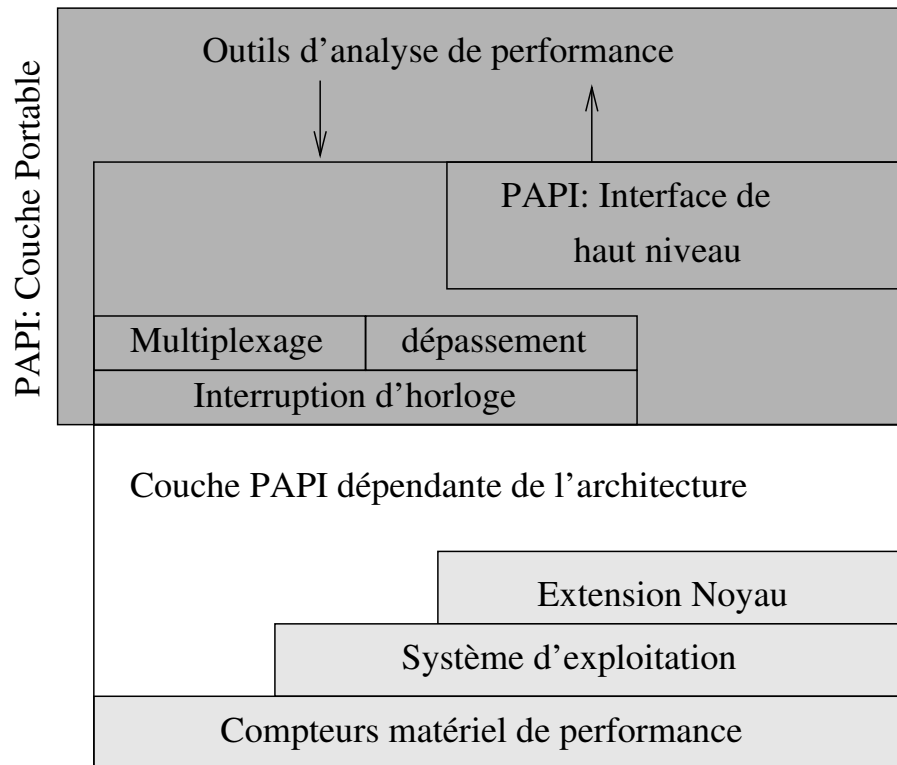 PAPI: Couche Portable
Outils d'analyse de performance
PAPI: Interface de
haut niveau
Multiplexage
dépassement
Interruption d'horloge
Couche PAPI dépendante de l'architecture
Extension Noyau
Système d'exploitation
Compteurs matériel de performance